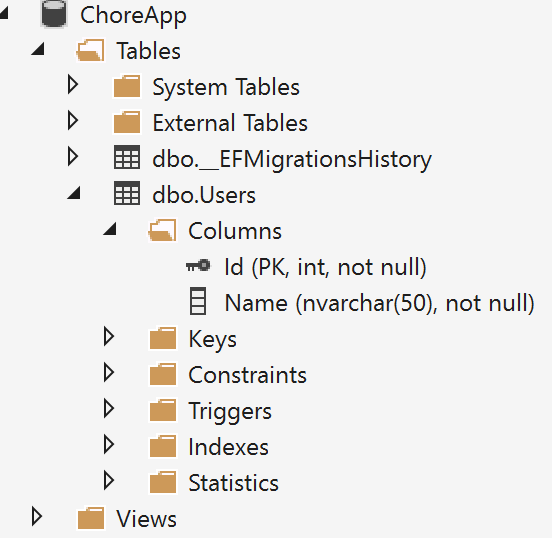 ChoreApp
Tables
System Tables
External Tables
dbo.__EFMigrationsHistory
dbo.Users
Columns
Id (PK, int, not null)
Name (nvarchar(50), not null)
Keys
Constraints
Triggers
Indexes
Statistics
Views